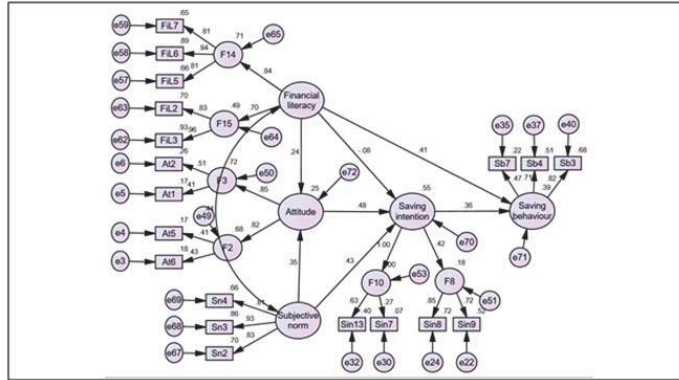 e59 FiL7 .65
.81
e58 FiL6 .89
.94
e57 FiL5 .66
.81
F14 .71
e65
.84
e63 FiL2 .70
.83
e62 FiL3 .93
.96
F15 .49
.70
e64
Financial
literacy
e6 At2 .26
.51
e5 At1 .17
.41
F3 .72
e50
.85
.24
-.08
.41
e72
Attitude .25
.48
e49
e4 At5 .17
.41
e3 At6 .18
.43
F2 .68
.82
.35
Saving
intention
.55
.36
e70
e35 e37 e40
Sb7 .22
Sb4 .51
Sb3 .68
.47 .71 .82
.39
Saving
behaviour
e71
e69 Sn4 .66
.81
e68 Sn3 .86
.93
e67 Sn2 .70
.83
Subjective
norm
.43
1.00
.42
F10
e53
F8 .18
e51
.63 .27 .85 .72
Sin13 .40
Sin7 .07
Sin8 .72
Sin9 .52
e32 e30 e24 e22